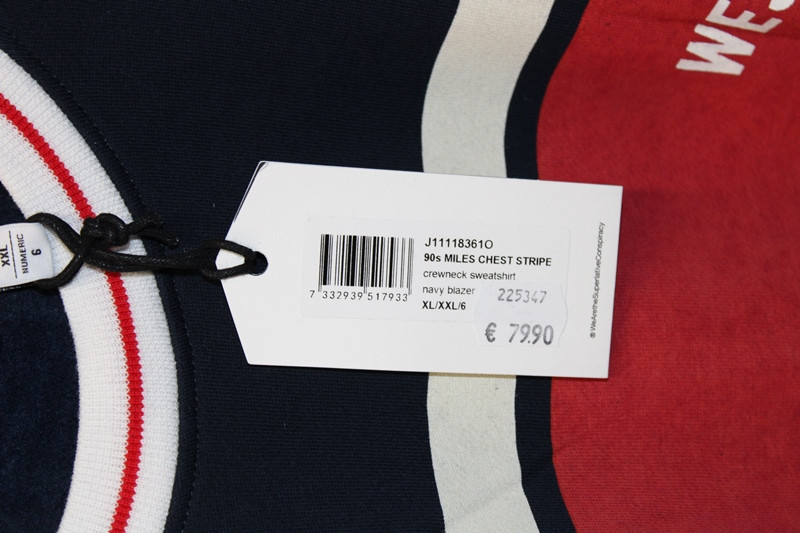 WES
XXL
NUMERIC
6
J11118361O
90s MILES CHEST STRIPE
crewneck sweatshirt
navy blazer
XL/XXL/6
7 332939 517933
225347
€ 79.90
®WeAretheSuperlativeConspiracy